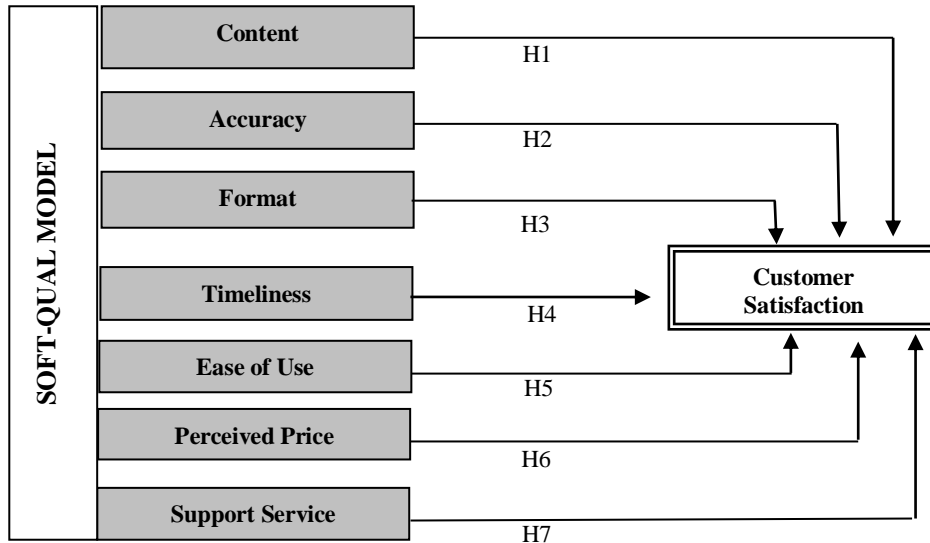 SOFT-QUAL MODEL
Content
H1
Accuracy
H2
Format
H3
Timeliness
H4
Customer
Satisfaction
Ease of Use
H5
Perceived Price
H6
Support Service
H7